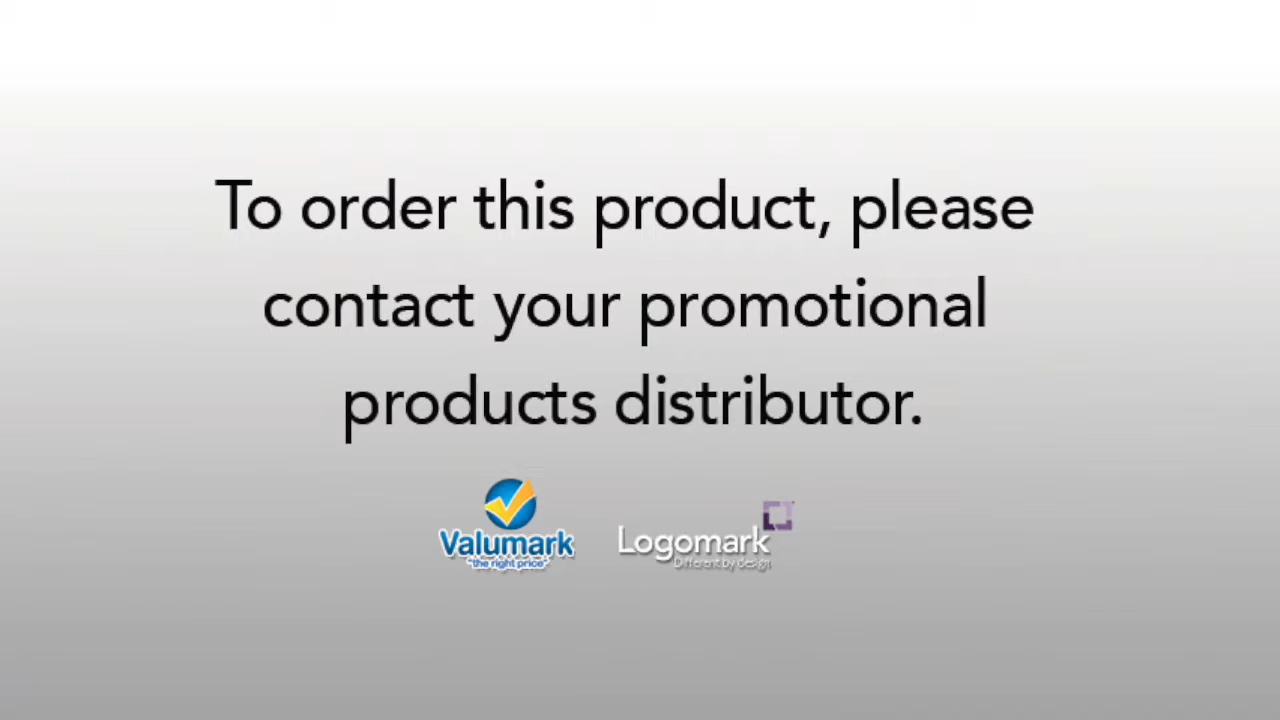 To order this product, please
contact your promotional
products distributor.
Valumark
"the right price"
Logomark
Different by design